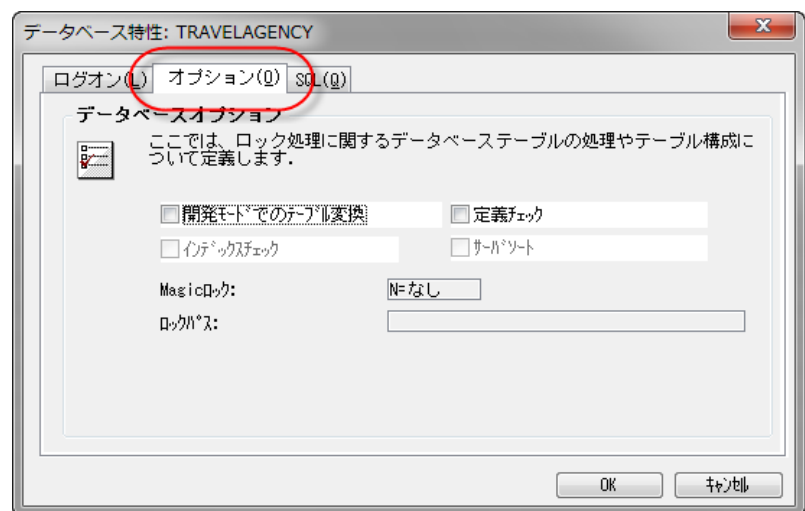 データベース特性: TRAVELAGENCY
ログオン(L) オプション(O) SQL(Q)
データベースオプション
ここでは、ロック処理に関するデータベーステーブルの処理やテーブル構成に
ついて定義します.
開発ﾓｰﾄﾞでのﾃｰﾌﾞﾙ変換 定義ﾁｪｯｸ
ｲﾝﾃﾞｯｸｽﾁｪｯｸ ｻｰﾊﾞｿｰﾄ
Magicﾛｯｸ: N=なし
ﾛｯｸﾊﾟｽ:
OK ｷｬﾝｾﾙ